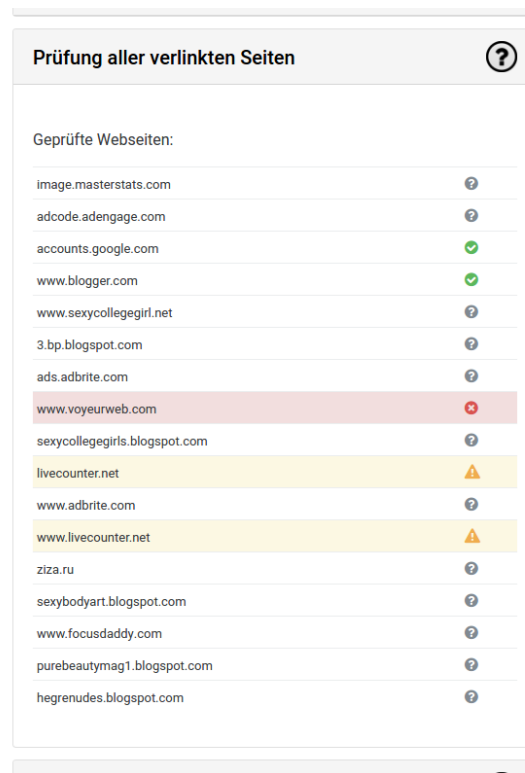 Prüfung aller verlinkten Seiten
Geprüfte Webseiten:
image.masterstats.com
adcode.adengage.com
accounts.google.com
www.blogger.com
www.sexycollegegirl.net
3.bp.blogspot.com
ads.adbrite.com
www.voyeurweb.com
sexycollegegirls.blogspot.com
livecounter.net
www.adbrite.com
www.livecounter.net
ziza.ru
sexybodyart.blogspot.com
www.focusdaddy.com
purebeautymag1.blogspot.com
hegrenudes.blogspot.com